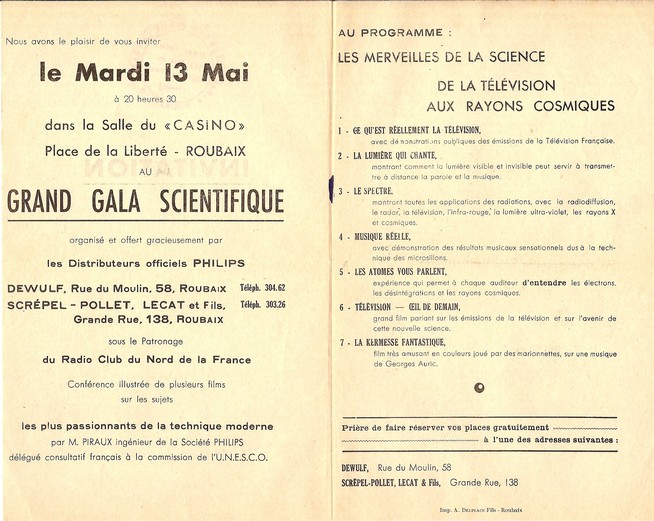 Nous avons le plaisir de vous inviter
le Mardi 13 Mai
à 20 heures 30
dans la Salle du «CASINO»
Place de la Liberté - ROUBAIX
AU
GRAND GALA SCIENTIFIQUE
organisé et offert gracieusement par
les Distributeurs officiels PHILIPS
DEWULF, Rue du Moulin, 58, ROUBAIX Téléph. 304.62
SCRÉPEL - POLLET, LECAT et Fils, Téléph. 303.26
Grande Rue, 138, ROUBAIX
sous le Patronage
du Radio Club du Nord de la France
Conférence illustrée de plusieurs films
sur les sujets
les plus passionnants de la technique moderne
par M. PIRAUX ingénieur de la Société PHILIPS
délégué consultatif français à la commission de l'U.N.E.S.C.O.
AU PROGRAMME :
LES MERVEILLES DE LA SCIENCE
DE LA TÉLÉVISION
AUX RAYONS COSMIQUES
1 - CE QU'EST RÉELLEMENT LA TÉLÉVISION,
avec démonstrations publiques des émissions de la Télévision Française.
2 - LA LUMIÈRE QUI CHANTE,
montrant comment la lumière visible et invisible peut servir à transmet-
tre à distance la parole et la musique.
3 - LE SPECTRE,
montrant toutes les applications des radiations, avec la radiodiffusion,
le radar, la télévision, l'infra-rouge, la lumière ultra-violet, les rayons X
et cosmiques.
4 - MUSIQUE RÉELLE,
avec démonstration des résultats musicaux sensationnels dus à la tech-
nique des microsillons.
5 - LES ATOMES VOUS PARLENT,
expérience qui permet à chaque auditeur d'entendre les électrons,
les désintégrations et les rayons cosmiques.
6 - TÉLÉVISION — ŒIL DE DEMAIN,
grand film parlant sur les émissions de la télévision et sur l'avenir de
cette nouvelle science.
7 - LA KERMESSE FANTASTIQUE,
film très amusant en couleurs joué par des marionnettes, sur une musique
de Georges Auric.
Prière de faire réserver vos places gratuitement
à l'une des adresses suivantes :
DEWULF, Rue du Moulin, 58
SCRÉPEL-POLLET, LECAT & Fils, Grande Rue, 138
Imp. A. DELPLACE Fils - Roubaix
INVITATION